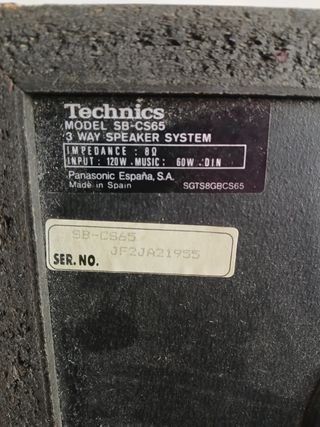 Technics
MODEL SB-CS65
3 WAY SPEAKER SYSTEM
IMPEDANCE : 8Ω
INPUT : 120W.MUSIC: 60W.DIN
Panasonic España, S.A.
Made in Spain SGTS8GBCS65
SB-CS65
JF2JA21955
SER. NO.